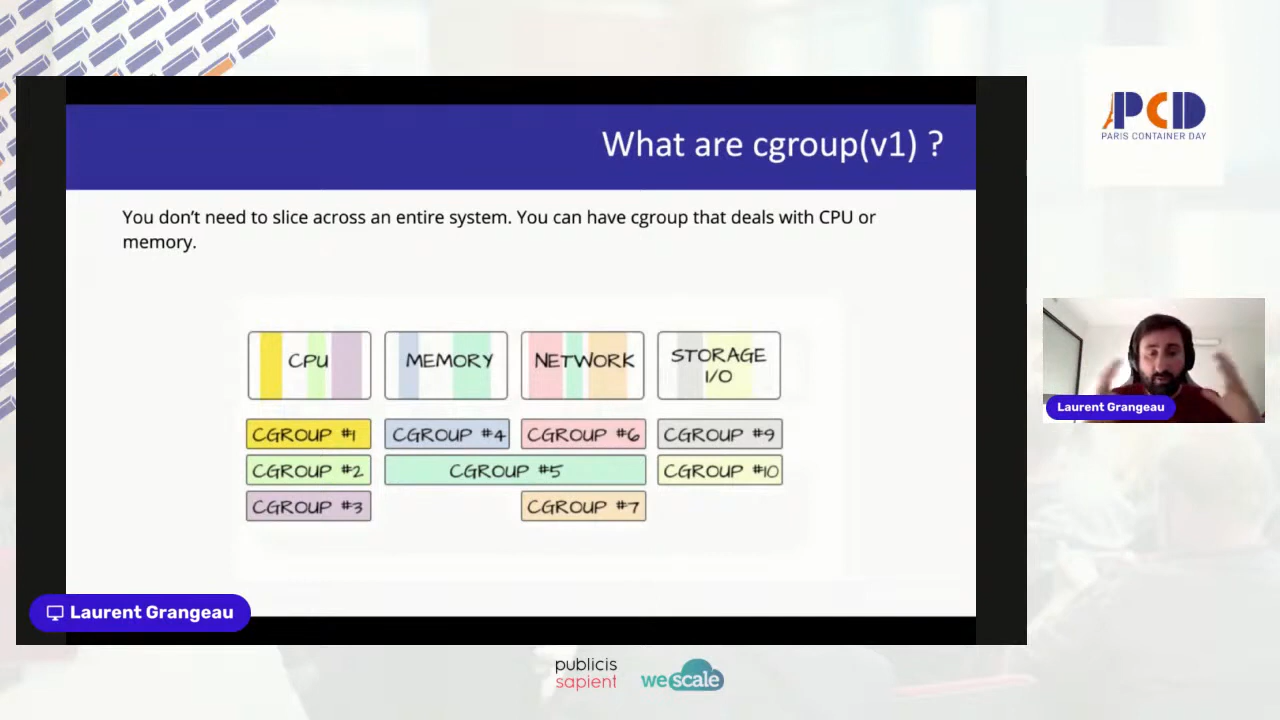 PCD
PARIS CONTAINER DAY
What are cgroup(v1) ?
You don't need to slice across an entire system. You can have cgroup that deals with CPU or
memory.
CPU
MEMORY
NETWORK
STORAGE
I/O
CGROUP #1
CGROUP #4
CGROUP #6
CGROUP #9
CGROUP #2
CGROUP #5
CGROUP #10
CGROUP #3
CGROUP #7
Laurent Grangeau
Laurent Grangeau
publicis
sapient
wescale